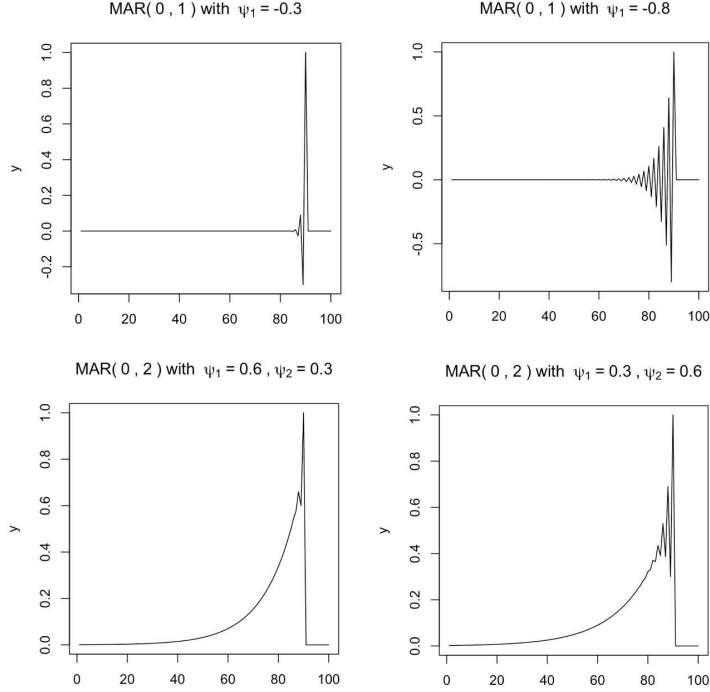 MAR( 0 , 1 ) with ψ₁ = -0.3
y
1.0
0.8
0.6
0.4
0.2
0.0
-0.2
0 20 40 60 80 100
MAR( 0 , 1 ) with ψ₁ = -0.8
y
1.0
0.5
0.0
-0.5
0 20 40 60 80 100
MAR( 0 , 2 ) with ψ₁ = 0.6 , ψ₂ = 0.3
y
1.0
0.8
0.6
0.4
0.2
0.0
0 20 40 60 80 100
MAR( 0 , 2 ) with ψ₁ = 0.3 , ψ₂ = 0.6
y
1.0
0.8
0.6
0.4
0.2
0.0
0 20 40 60 80 100